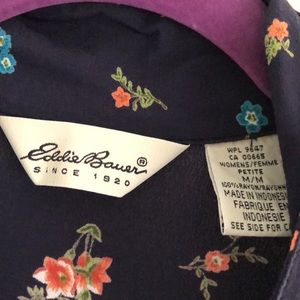 Eddie Bauer®
SINCE 1920
WPL 9647
CA 00665
WOMENS/FEMME
PETITE
M/M
100%RAYON/RAYONNE
MADE IN INDONESIA
FABRIQUE EN
INDONESIE
SEE SIDE FOR